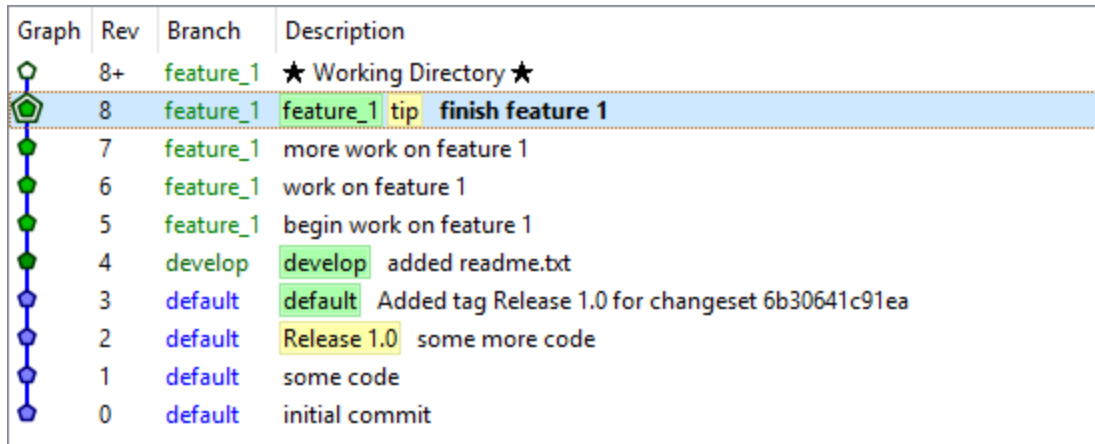 Graph Rev Branch Description
8+ feature_1 ★ Working Directory ★
8 feature_1 feature_1 tip finish feature 1
7 feature_1 more work on feature 1
6 feature_1 work on feature 1
5 feature_1 begin work on feature 1
4 develop develop added readme.txt
3 default default Added tag Release 1.0 for changeset 6b30641c91ea
2 default Release 1.0 some more code
1 default some code
0 default initial commit